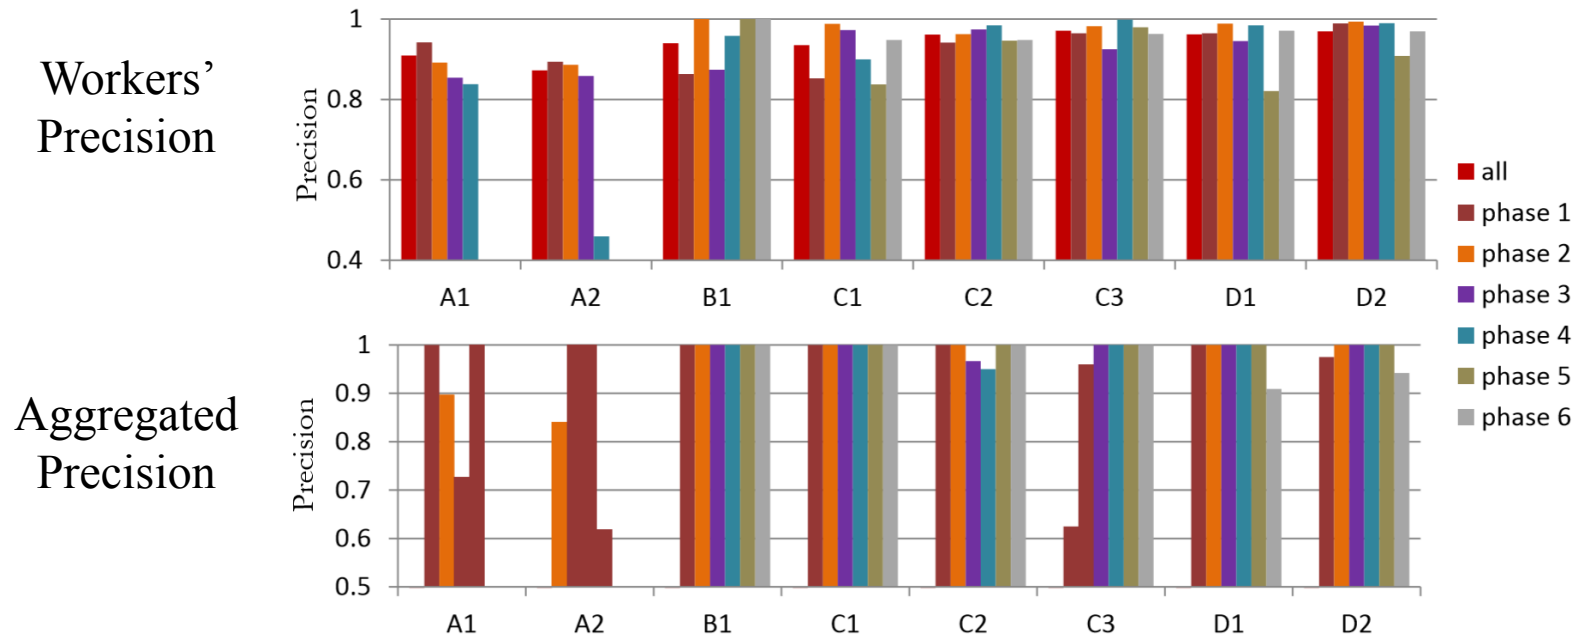 Workers'
Precision
Precision
1
0.8
0.6
0.4
A1 A2 B1 C1 C2 C3 D1 D2
all
phase 1
phase 2
phase 3
phase 4
phase 5
phase 6
Aggregated
Precision
Precision
1
0.9
0.8
0.7
0.6
0.5
A1 A2 B1 C1 C2 C3 D1 D2